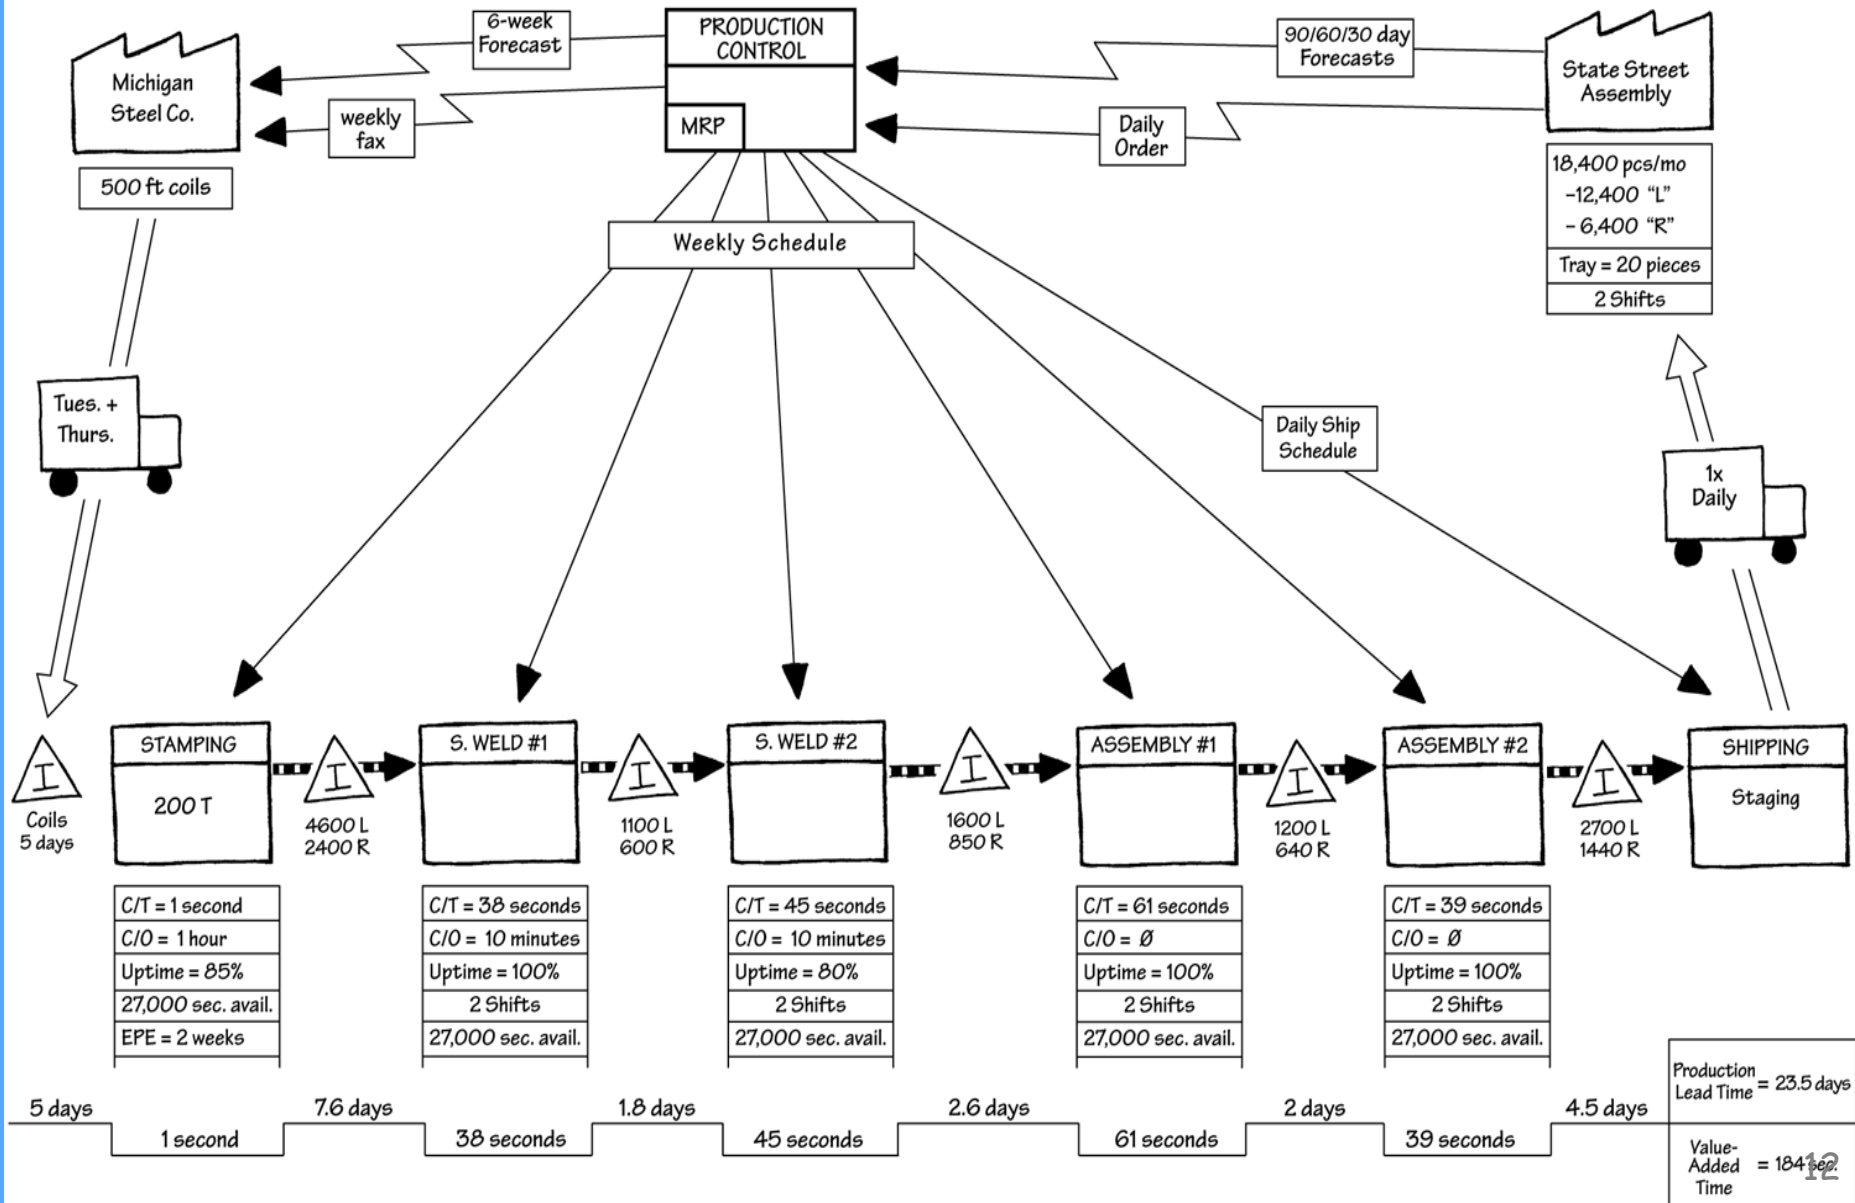 6-week
Forecast
PRODUCTION
CONTROL
MRP
90/60/30 day
Forecasts
State Street
Assembly
Michigan
Steel Co.
weekly
fax
Daily
Order
500 ft coils
18,400 pcs/mo
-12,400 "L"
- 6,400 "R"
Tray = 20 pieces
2 Shifts
Weekly Schedule
Tues. +
Thurs.
Daily Ship
Schedule
1x
Daily
I
Coils
5 days
STAMPING
200 T
I
4600 L
2400 R
S. WELD #1
I
1100 L
600 R
S. WELD #2
I
1600 L
850 R
ASSEMBLY #1
I
1200 L
640 R
ASSEMBLY #2
I
2700 L
1440 R
SHIPPING
Staging
C/T = 1 second
C/O = 1 hour
Uptime = 85%
27,000 sec. avail.
EPE = 2 weeks
C/T = 38 seconds
C/O = 10 minutes
Uptime = 100%
2 Shifts
27,000 sec. avail.
C/T = 45 seconds
C/O = 10 minutes
Uptime = 80%
2 Shifts
27,000 sec. avail.
C/T = 61 seconds
C/O = Ø
Uptime = 100%
2 Shifts
27,000 sec. avail.
C/T = 39 seconds
C/O = Ø
Uptime = 100%
2 Shifts
27,000 sec. avail.
5 days
1 second
7.6 days
38 seconds
1.8 days
45 seconds
2.6 days
61 seconds
2 days
39 seconds
4.5 days
Production
Lead Time = 23.5 days
Value-
Added
Time = 184 sec.
12